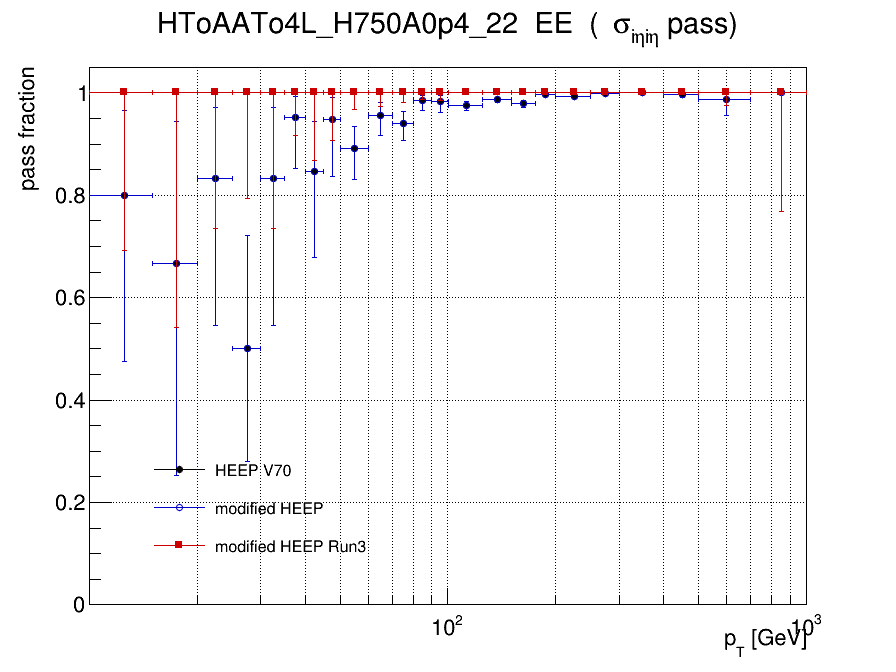 HToAATo4L_H750A0p4_22 EE ( σiηiη pass)
pass fraction
1
0.8
0.6
0.4
0.2
0
HEEP V70
modified HEEP
modified HEEP Run3
10²
10³
pT [GeV]